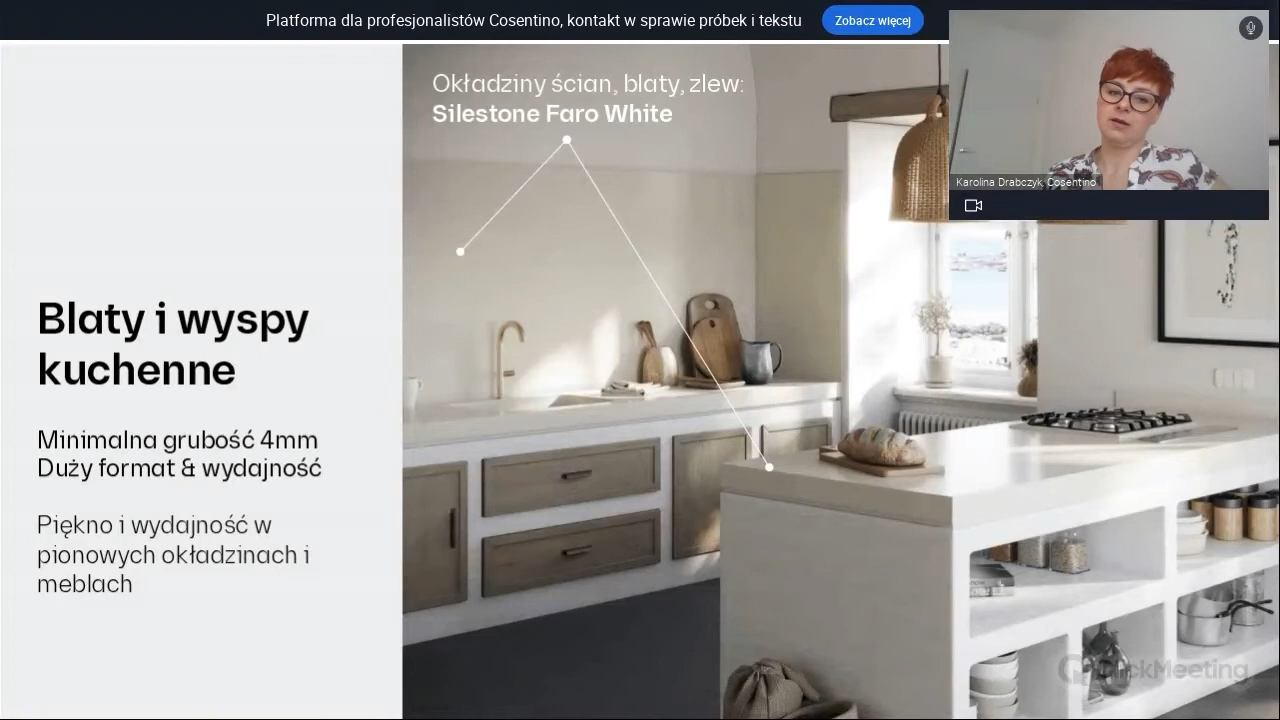 Platforma dla profesjonalistów Cosentino, kontakt w sprawie próbek i tekstu
Zobacz więcej
Karolina Drabczyk, Cosentino
Okładziny ścian, blaty, zlew:
Silestone Faro White
Blaty i wyspy
kuchenne
Minimalna grubość 4mm
Duży format & wydajność
Piękno i wydajność w
pionowych okładzinach i
meblach
ClickMeeting